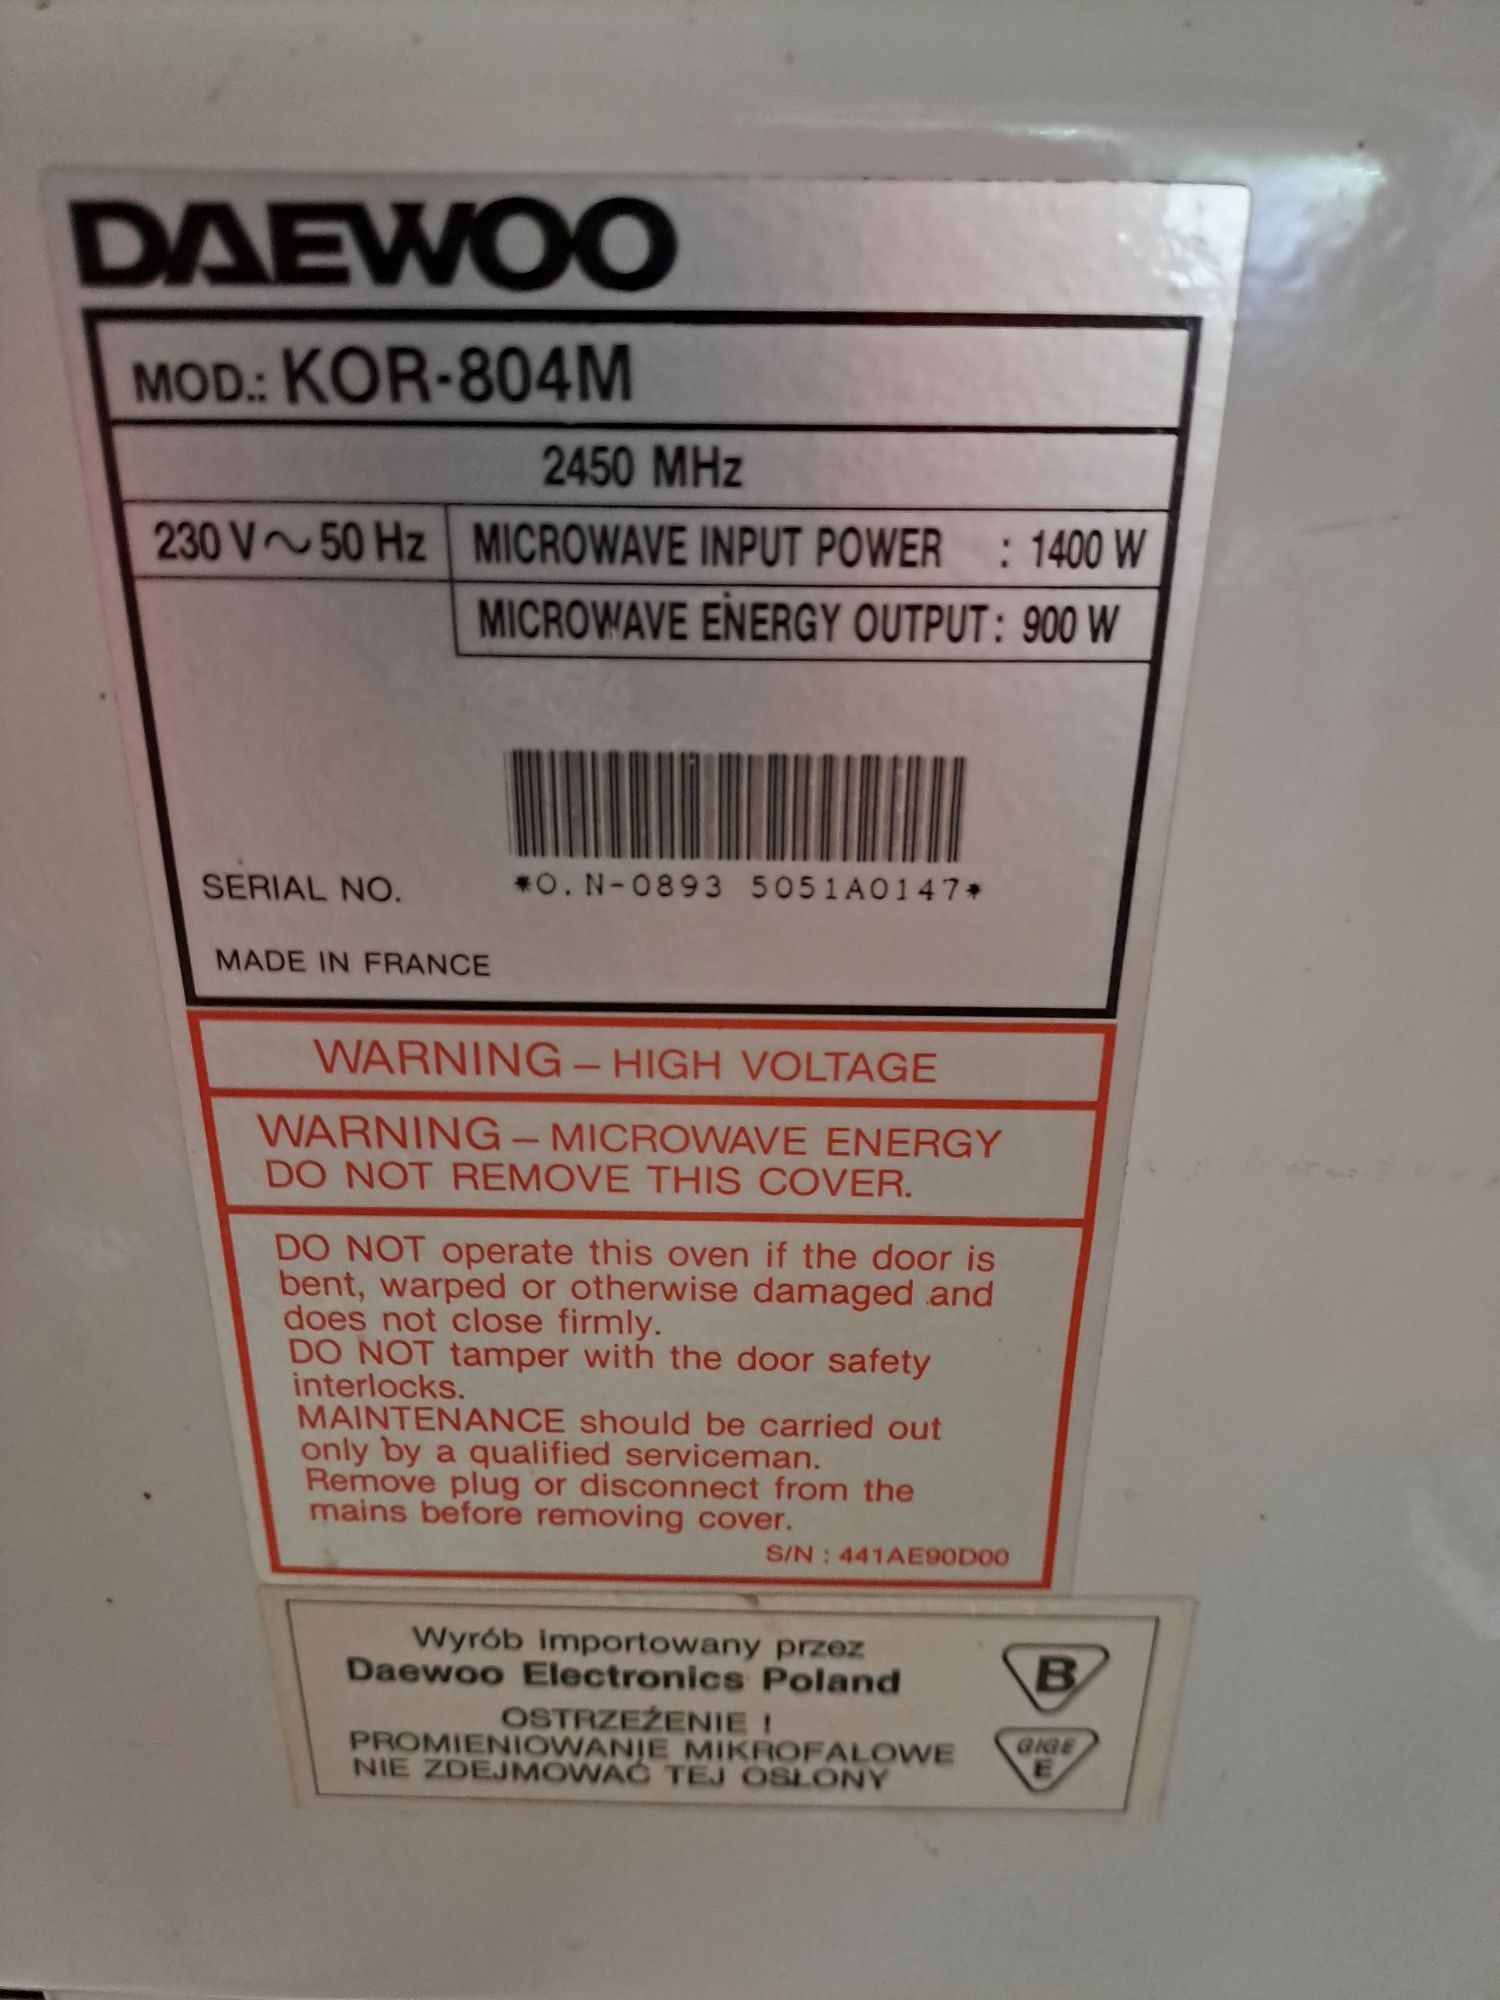 DAEWOO
MOD.: KOR-804M
2450 MHz
230 V ~ 50 Hz
MICROWAVE INPUT POWER : 1400 W
MICROWAVE ENERGY OUTPUT : 900 W
SERIAL NO. *O.N-0893 5051A0147*
MADE IN FRANCE
WARNING – HIGH VOLTAGE
WARNING – MICROWAVE ENERGY
DO NOT REMOVE THIS COVER.
DO NOT operate this oven if the door is
bent, warped or otherwise damaged and
does not close firmly.
DO NOT tamper with the door safety
interlocks.
MAINTENANCE should be carried out
only by a qualified serviceman.
Remove plug or disconnect from the
mains before removing cover.
S/N : 441AE90D00
Wyrób importowany przez
Daewoo Electronics Poland
B
OSTRZEŻENIE !
PROMIENIOWANIE MIKROFALOWE
NIE ZDEJMOWAĆ TEJ OSŁONY
GIGE
E